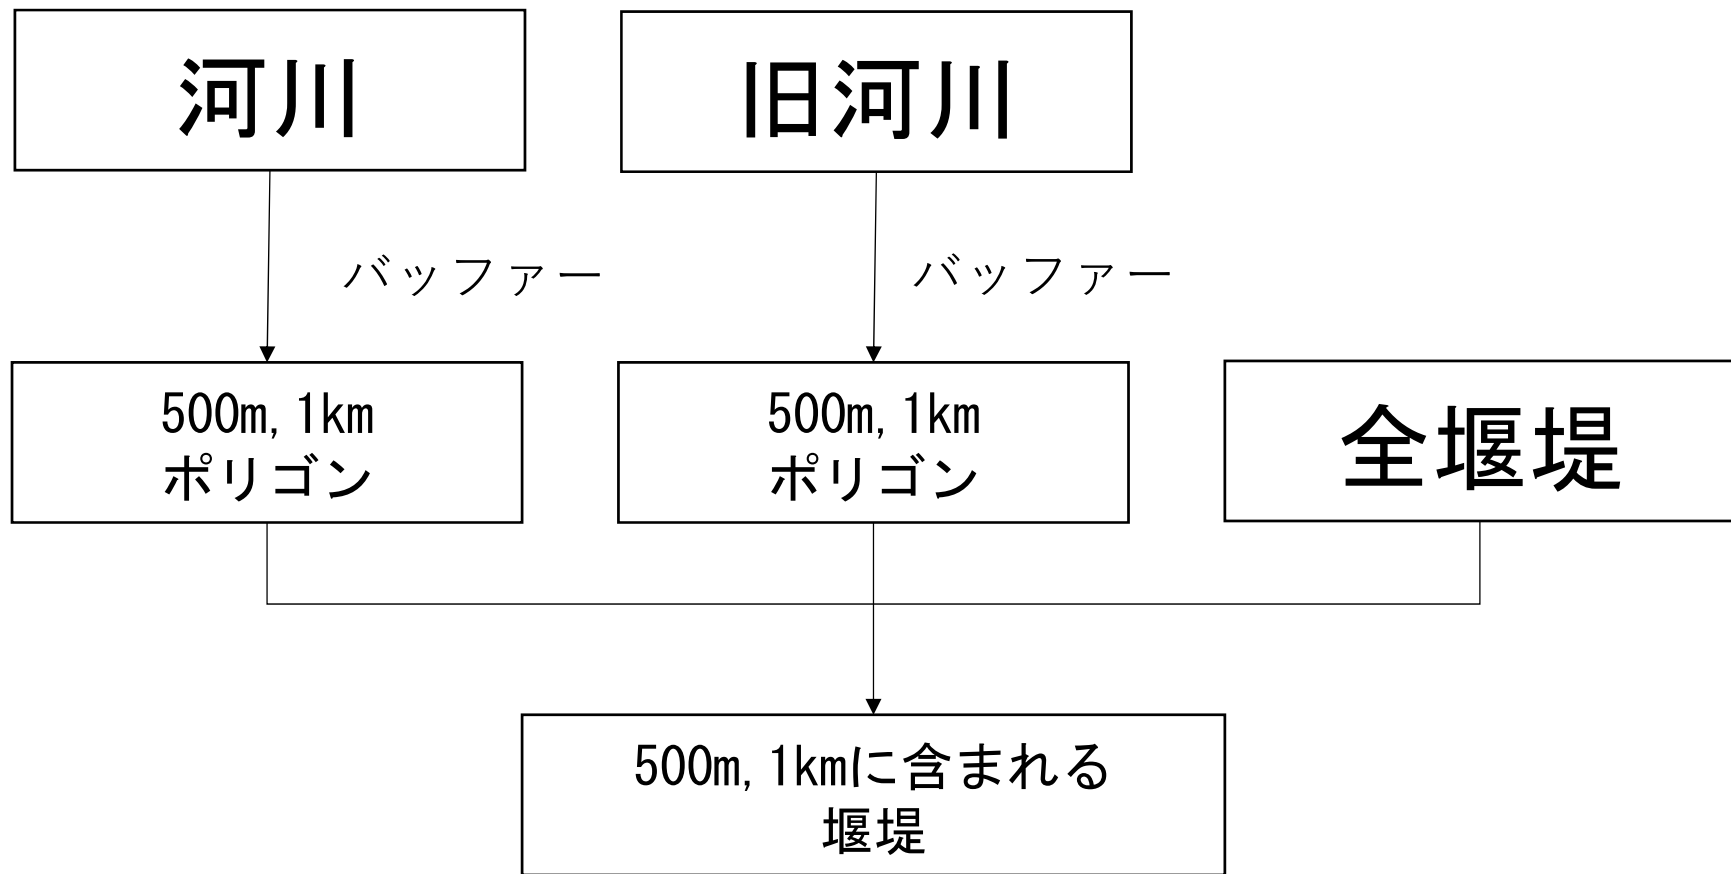 河川
旧河川
バッファー
バッファー
500m,1km
ポリゴン
500m,1km
ポリゴン
全堰堤
500m,1kmに含まれる
堰堤